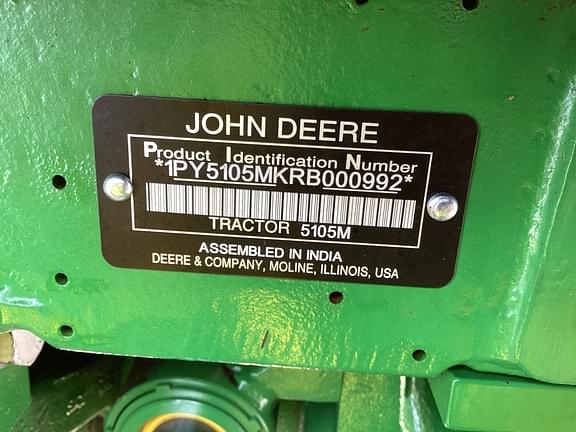 JOHN DEERE
Product Identification Number
*1PY5105MKRB000992*
TRACTOR 5105M
ASSEMBLED IN INDIA
DEERE & COMPANY, MOLINE, ILLINOIS, USA